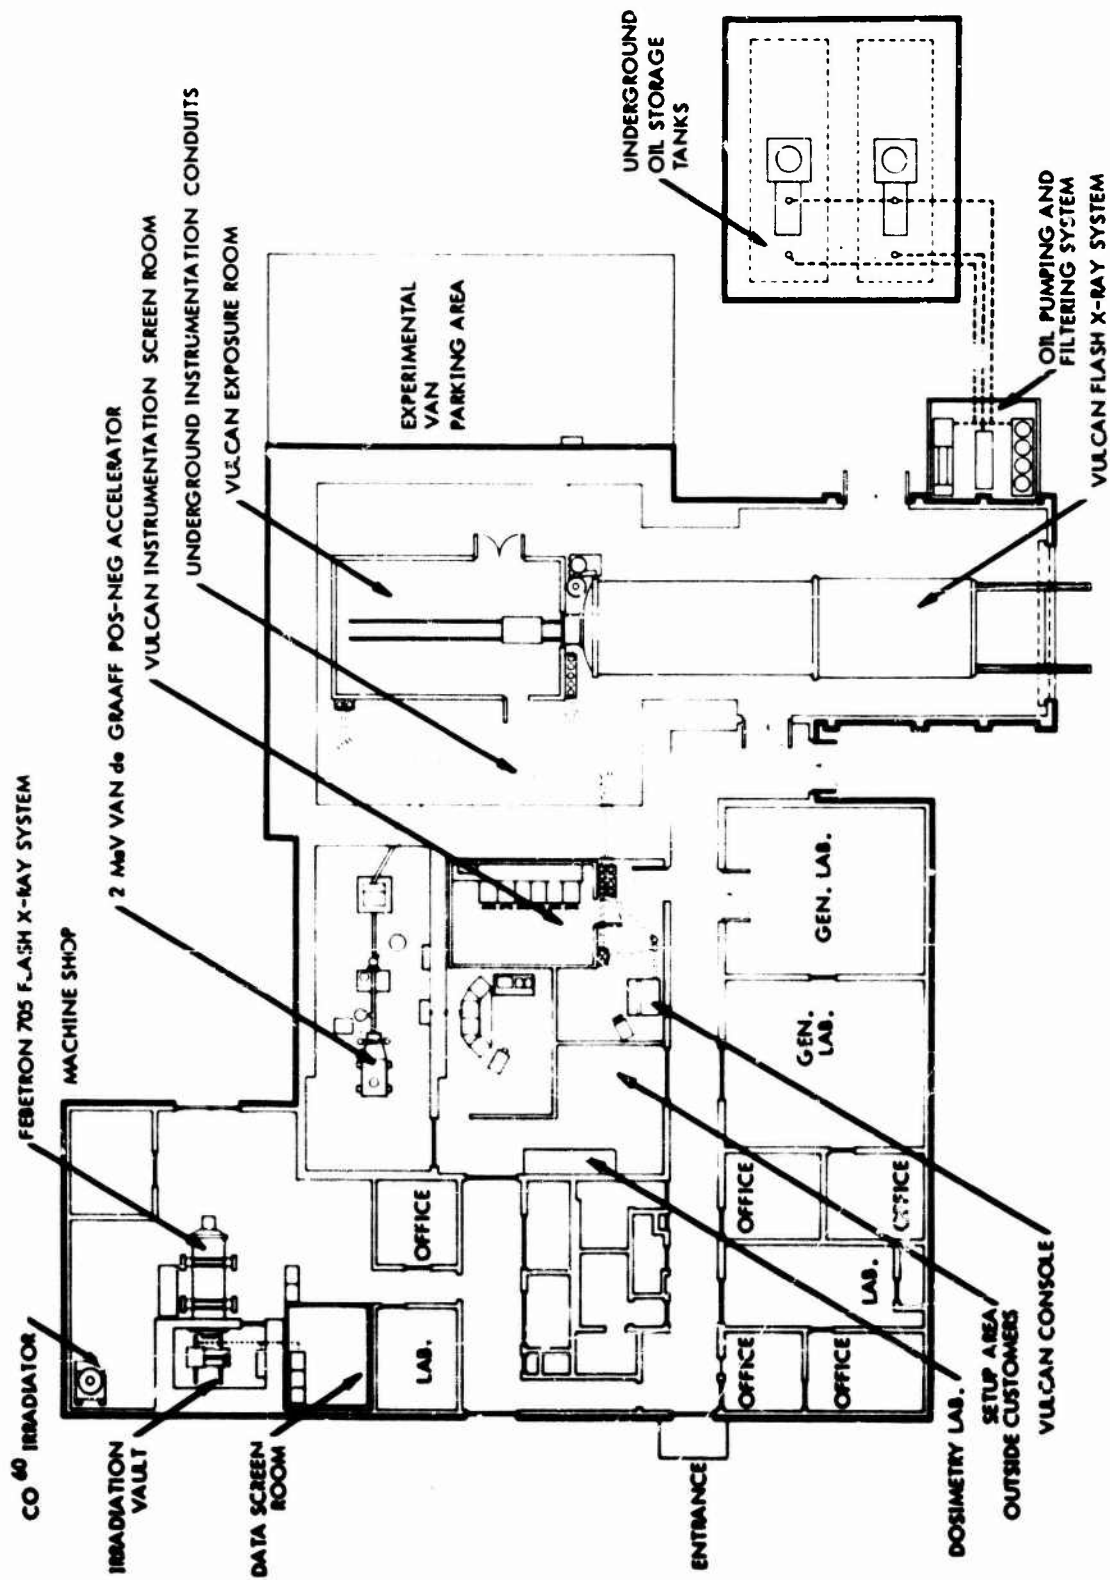 CO 60 IRRADIATOR
FEBETRON 705 FLASH X-RAY SYSTEM
MACHINE SHOP
2 MeV VAN de GRAAFF POS-NEG ACCELERATOR
VULCAN INSTRUMENTATION SCREEN ROOM
UNDERGROUND INSTRUMENTATION CONDUITS
VULCAN EXPOSURE ROOM
EXPERIMENTAL
VAN
PARKING AREA
UNDERGROUND
OIL STORAGE
TANKS
IRRADIATION
VAULT
DATA SCREEN
ROOM
LAB.
OFFICE
ENTRANCE
OFFICE
OFFICE
LAB.
OFFICE
OFFICE
GEN.
LAB.
GEN. LAB.
DOSIMETRY LAB.
SETUP AREA
OUTSIDE CUSTOMERS
VULCAN CONSOLE
OIL PUMPING AND
FILTERING SYSTEM
VULCAN FLASH X-RAY SYSTEM